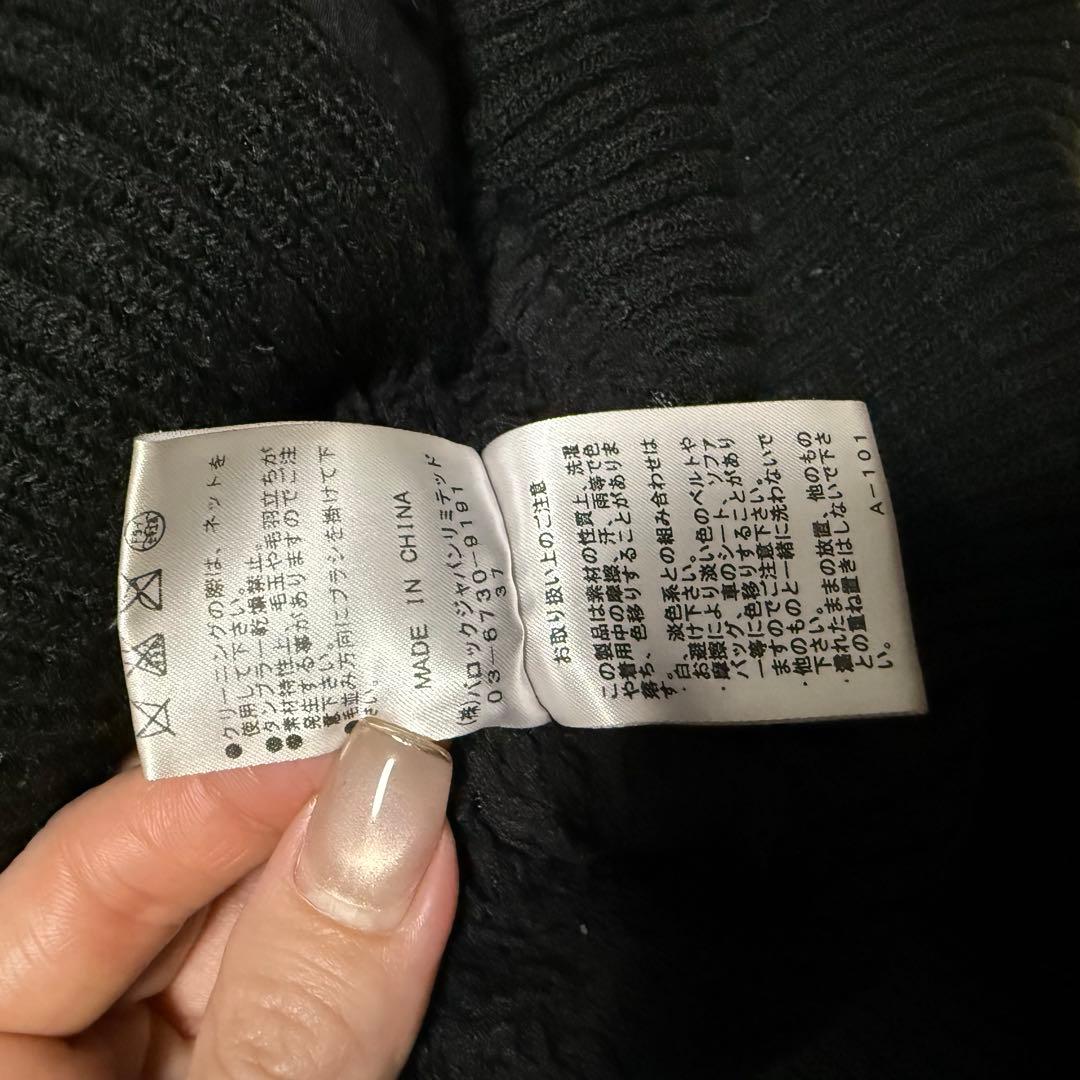 ●クリーニングの際は、ネットを
使用して下さい。
●タンブラー乾燥禁止。
●素材特性上、毛玉や毛羽立ちが
発生する事がありますのでご注
意下さい。
●毛並み方向にブラシを掛けて下
さい。
MADE IN CHINA
(株)バロックジャパンリミテッド
03-6730-9191
37
お取り扱い上のご注意
この製品は素材の性質上、洗濯
や着用中の摩擦、汗、雨等で色
落ち、色移りすることがありま
す。
・白、淡色系との組み合わせは
お避け下さい。
・摩擦により淡い色のベルトや
バッグ、車のシート、ソファ
ー等に色移りすることがあり
ますのでご注意下さい。
・他のものと一緒に洗わないで
下さい。
・濡れたままの放置、他のもの
との重ね置きはしないで下さ
い。
A-101